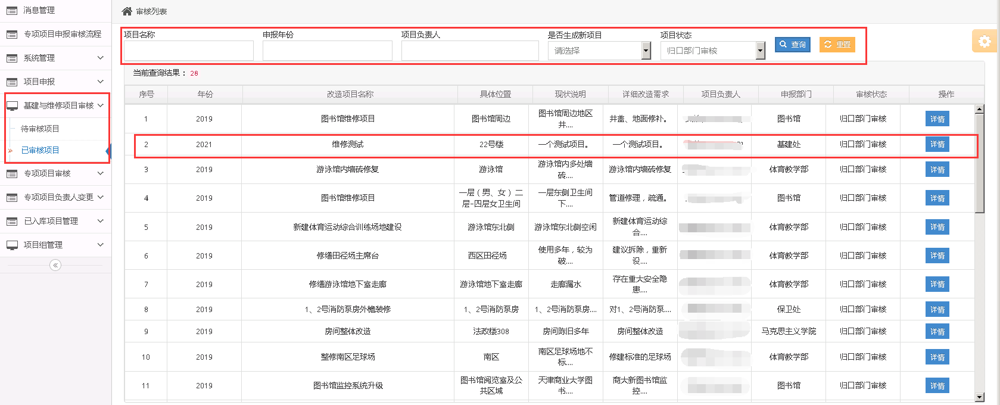 消息管理
专项项目申报审核流程
系统管理
项目申报
基建与维修项目审核
待审核项目
已审核项目
专项项目审核
专项项目负责人变更
已入库项目管理
项目组管理
审核列表
项目名称 申报年份 项目负责人 是否生成新项目 项目状态
请选择 归口部门审核 查询 重置
当前查询结果： 28
序号 年份 改造项目名称 具体位置 现状说明 详细改造需求 项目负责人 申报部门 审核状态 操作
1 2019 图书馆维修项目 图书馆周边 图书馆周边地区井.... 井盖、地面修补。 图书馆 归口部门审核 详情
2 2021 维修测试 22号楼 一个测试项目。 一个测试项目。 基建处 归口部门审核 详情
3 2019 游泳馆内墙砖修复 游泳馆 游泳馆内多处墙砖.... 游泳馆内墙砖修复 体育教学部 归口部门审核 详情
4 2019 图书馆维修项目 一层（男、女）二层-四层女卫生间 一层东侧卫生间下.... 管道修理，疏通。 图书馆 归口部门审核 详情
5 2019 新建体育运动综合训练场地建设 游泳馆东北侧 游泳馆东北侧空闲 新建体育运动综合.... 体育教学部 归口部门审核 详情
6 2019 修缮田径场主席台 西区田径场 使用多年，较为破.... 建议拆除，重新设.... 体育教学部 归口部门审核 详情
7 2019 修缮游泳馆地下室走廊 游泳馆地下室走廊 走廊漏水 存在重大安全隐患.... 体育教学部 归口部门审核 详情
8 2019 1、2号消防泵房外檐装修 1、2号消防泵房 1、2号消防泵房.... 对1、2号消防泵.... 保卫处 归口部门审核 详情
9 2019 房间整体改造 法政楼308 房间陈旧多年 房间整体改造 马克思主义学院 归口部门审核 详情
10 2019 整修南区足球场 南区 南区足球场地不标.... 修建标准的足球场 体育教学部 归口部门审核 详情
11 2019 图书馆监控系统升级 图书馆阅览室及公共区域 天津商业大学图书.... 商大新图书馆监控.... 图书馆 归口部门审核 详情